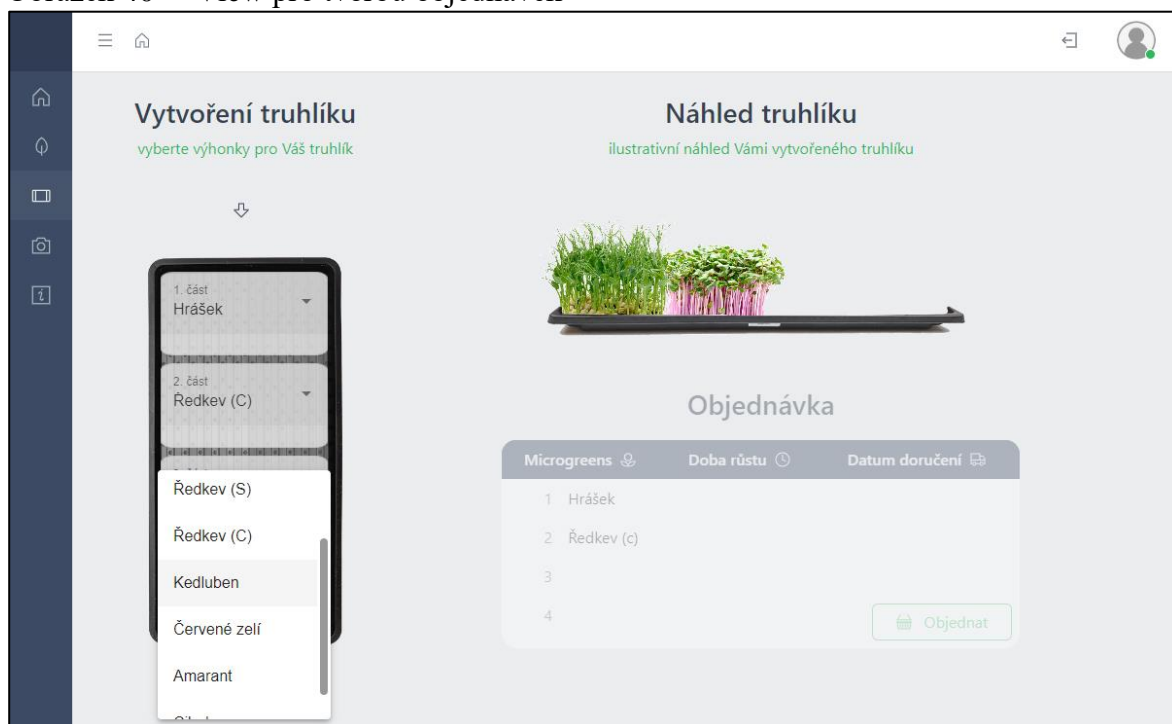 Vytvoření truhlíku
vyberte výhonky pro Váš truhlík
1. část
Hrášek
2. část
Ředkev (C)
Ředkev (S)
Ředkev (C)
Kedluben
Červené zelí
Amarant
Náhled truhlíku
ilustrativní náhled Vámi vytvořeného truhlíku
Objednávka
Microgreens Doba růstu Datum doručení
1 Hrášek
2 Ředkev (c)
3
4
Objednat